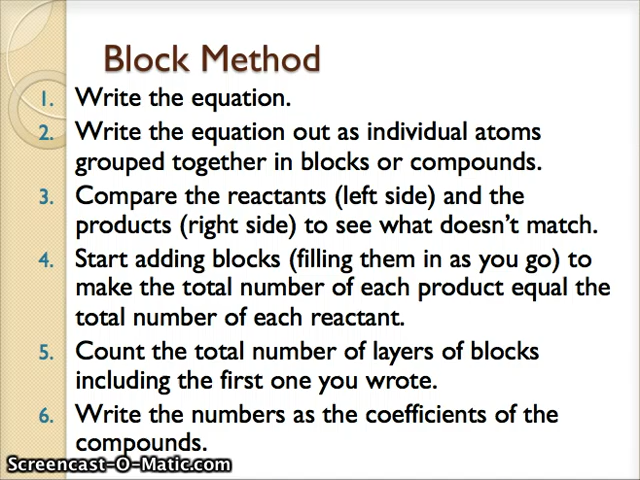 Block Method
1. Write the equation.
2. Write the equation out as individual atoms
grouped together in blocks or compounds.
3. Compare the reactants (left side) and the
products (right side) to see what doesn't match.
4. Start adding blocks (filling them in as you go) to
make the total number of each product equal the
total number of each reactant.
5. Count the total number of layers of blocks
including the first one you wrote.
6. Write the numbers as the coefficients of the
compounds.
Screencast-O-Matic.com